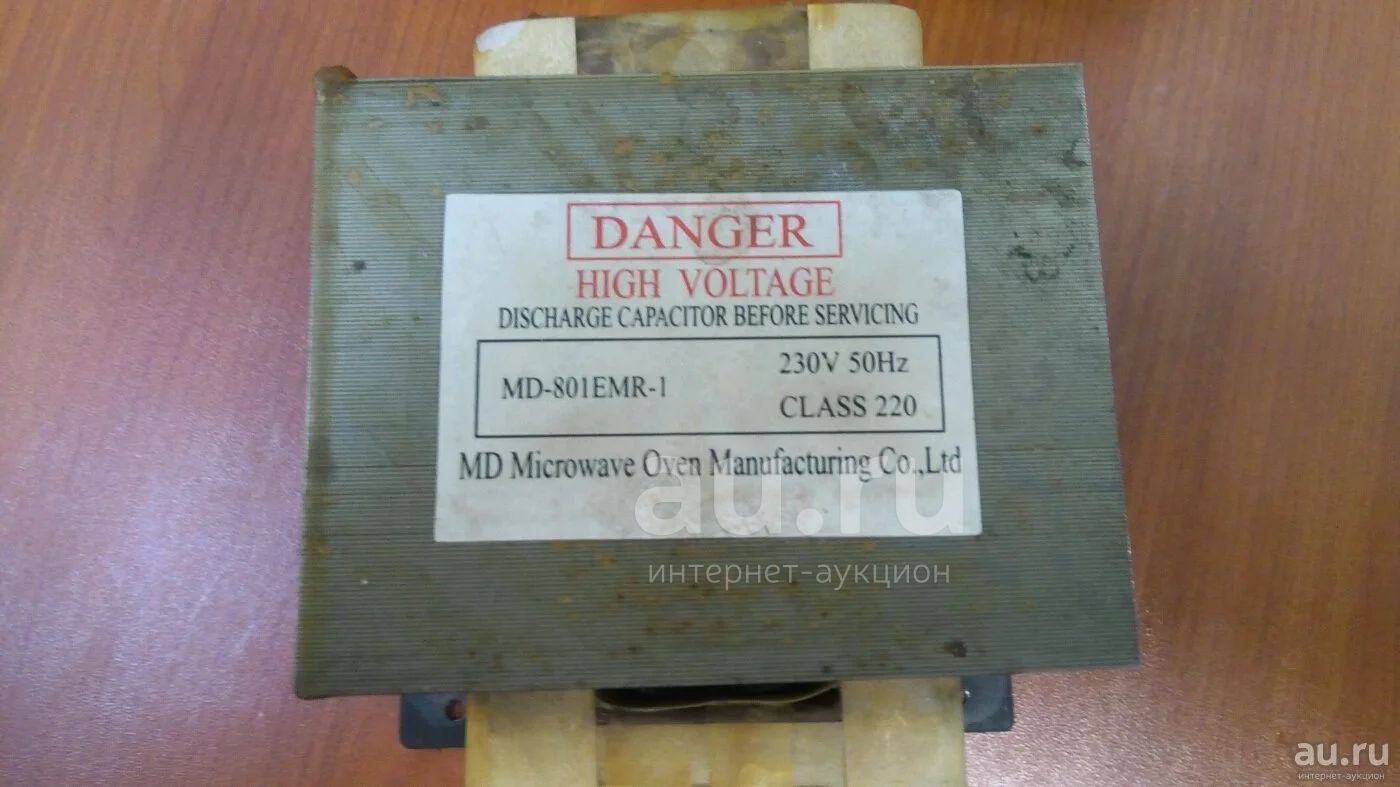 DANGER
HIGH VOLTAGE
DISCHARGE CAPACITOR BEFORE SERVICING
MD-801EMR-1
230V 50Hz
CLASS 220
MD Microwave Oven Manufacturing Co.,Ltd
au.ru
интернет-аукцион
au.ru
интернет-аукцион